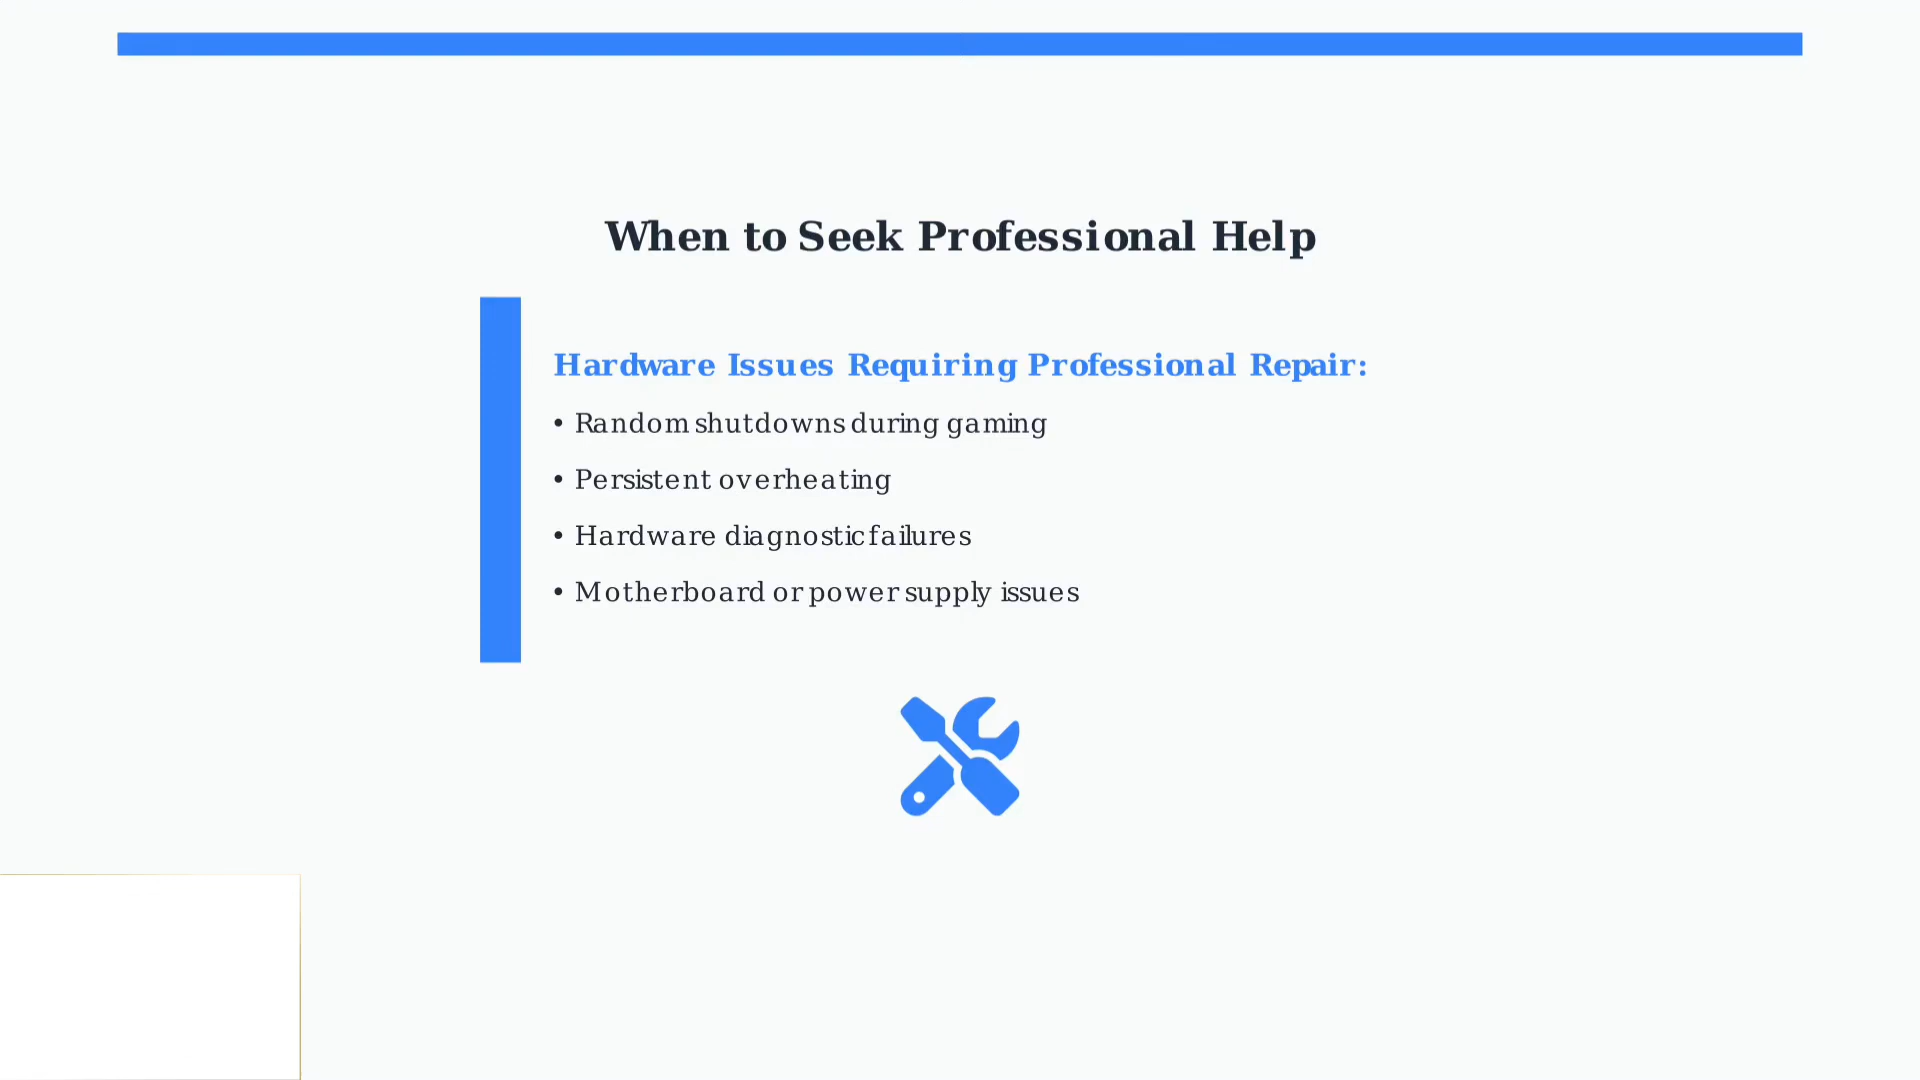 When to Seek Professional Help
Hardware Issues Requiring Professional Repair:
• Random shutdowns during gaming
• Persistent overheating
• Hardware diagnostic failures
• Motherboard or power supply issues